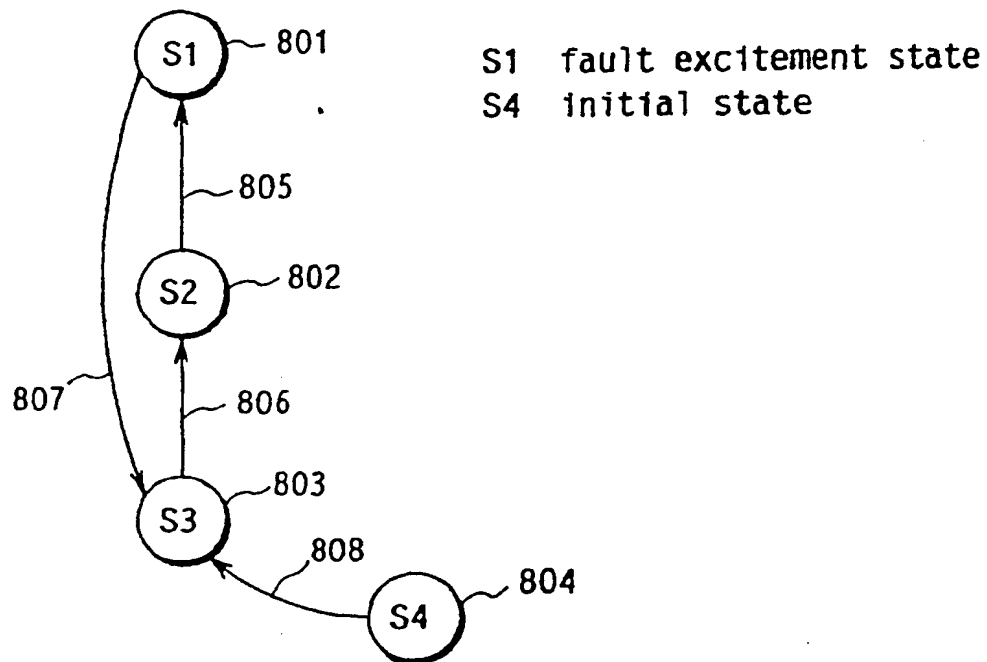 S1
801
S1 fault excitement state
S4 initial state
805
S2
802
807
806
S3
803
808
S4
804